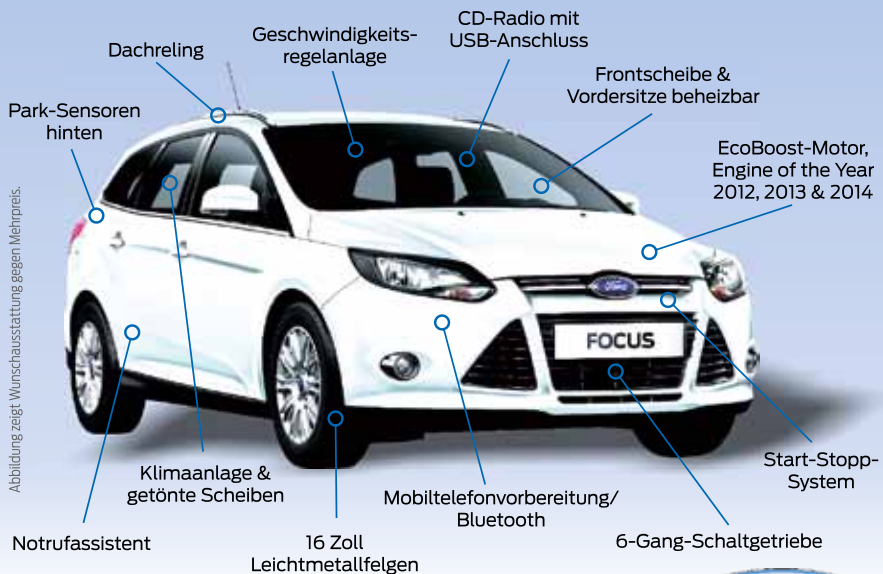 Dachreling
Geschwindigkeits-
regelanlage
CD-Radio mit
USB-Anschluss
Frontscheibe &
Vordersitze beheizbar
Park-Sensoren
hinten
EcoBoost-Motor,
Engine of the Year
2012, 2013 & 2014
Abbildung zeigt Wunschausstattung gegen Mehrpreis.
Ford
FOCUS
Klimaanlage &
getönte Scheiben
Mobiltelefonvorbereitung/
Bluetooth
Start-Stopp-
System
Notrufassistent
16 Zoll
Leichtmetallfelgen
6-Gang-Schaltgetriebe